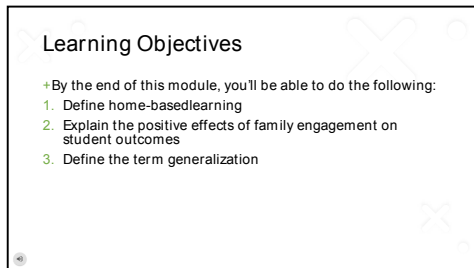 Learning Objectives
+By the end of this module, you'll be able to do the following:
1. Define home-basedlearning
2. Explain the positive effects of family engagement on
student outcomes
3. Define the term generalization